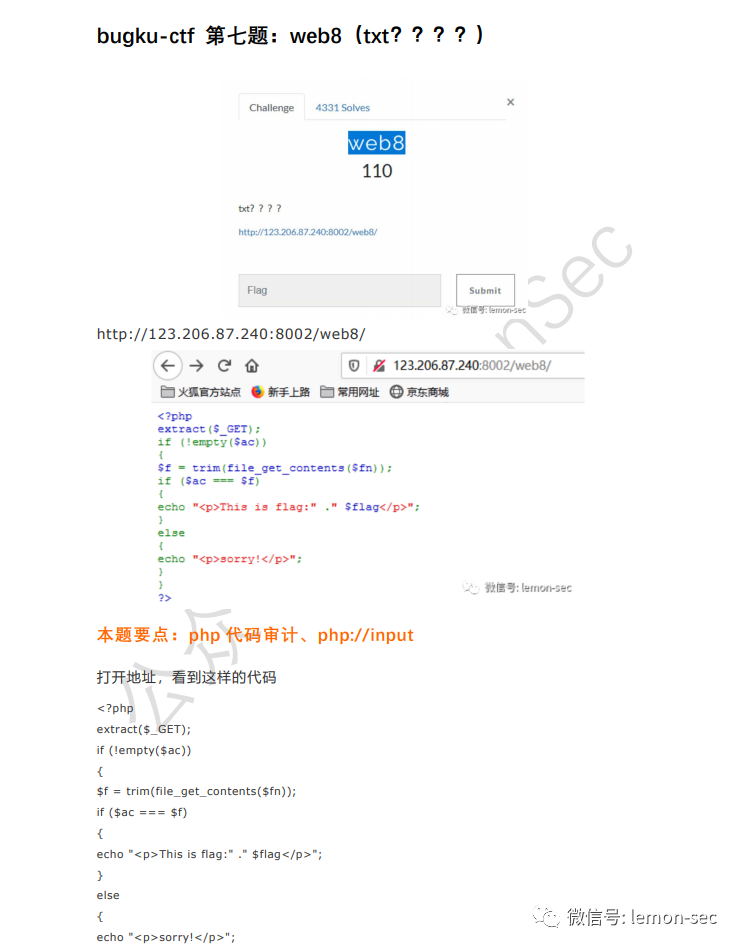 bugku-ctf 第七题：web8（txt？？？？）
Challenge
4331 Solves
×
web8
110
txt？？？？
http://123.206.87.240:8002/web8/
Flag
Submit
微信号: lemon-sec
nSec
http://123.206.87.240:8002/web8/
123.206.87.240:8002/web8/
火狐官方站点 新手上路 常用网址 京东商城
<?php
extract($_GET);
if (!empty($ac))
{
$f = trim(file_get_contents($fn));
if ($ac === $f)
{
echo "<p>This is flag:" ." $flag</p>";
}
else
{
echo "<p>sorry!</p>";
}
}
?>
微信号: lemon-sec
公众
本题要点：php 代码审计、php://input
打开地址，看到这样的代码
<?php
extract($_GET);
if (!empty($ac))
{
$f = trim(file_get_contents($fn));
if ($ac === $f)
{
echo "<p>This is flag:" ." $flag</p>";
}
else
{
echo "<p>sorry!</p>";
微信号: lemon-sec